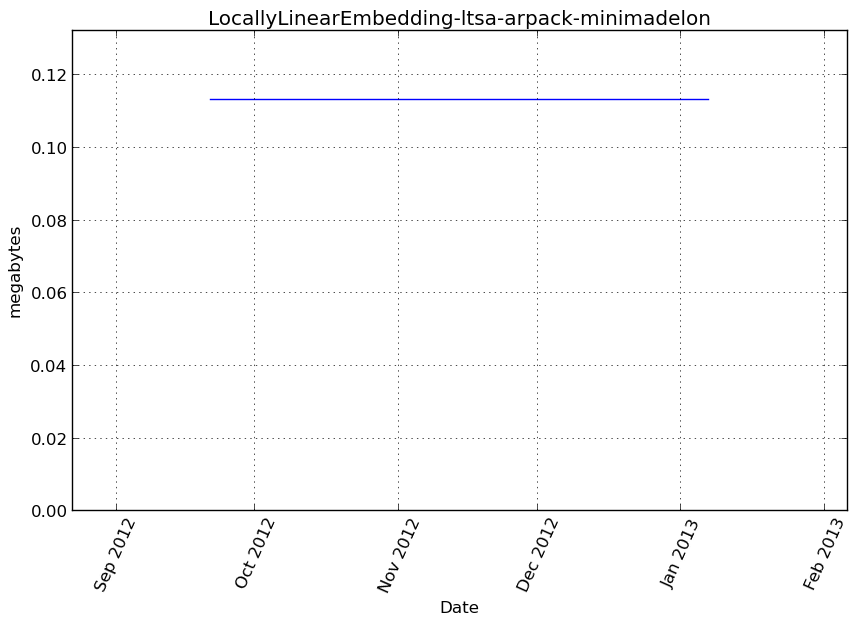 LocallyLinearEmbedding-ltsa-arpack-minimadelon
0.12
0.10
0.08
0.06
0.04
0.02
0.00
megabytes
Sep 2012
Oct 2012
Nov 2012
Dec 2012
Jan 2013
Feb 2013
Date